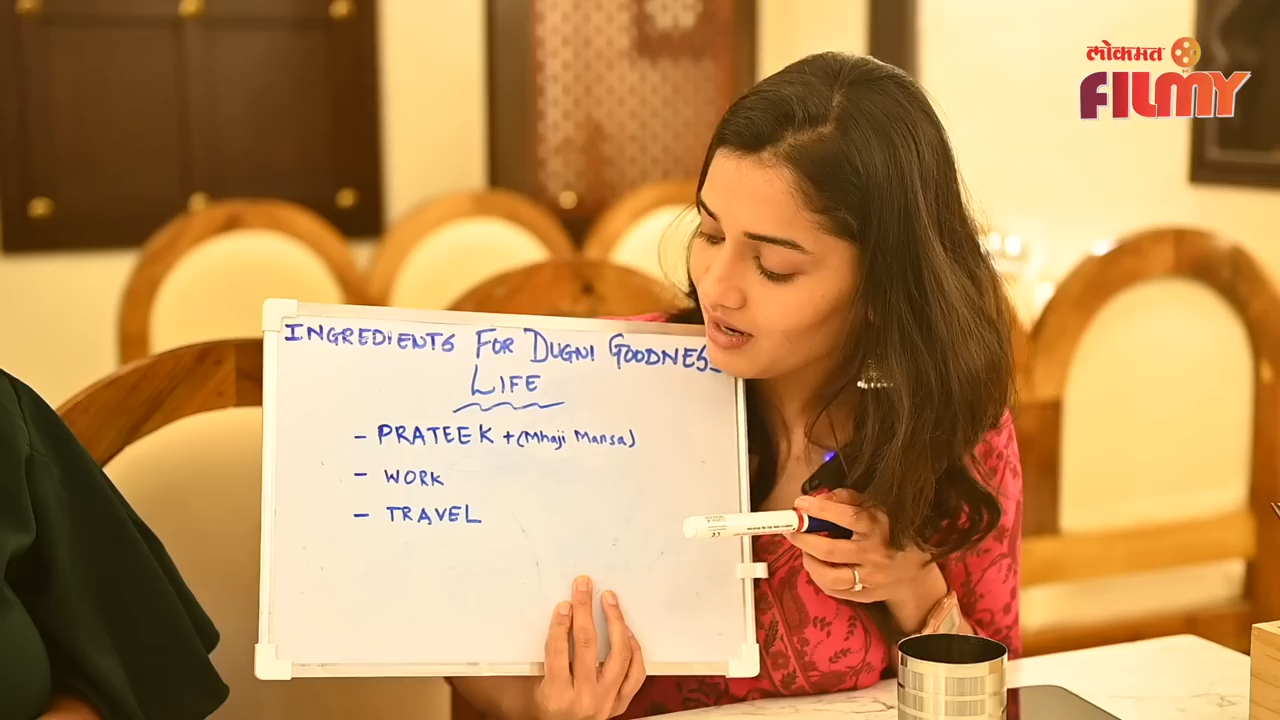 लोकमत
FILMY
INGREDIENTS FOR DUGNI GOODNESS
LIFE
- PRATEEK + (Mhaji Mansa)
- WORK
- TRAVEL